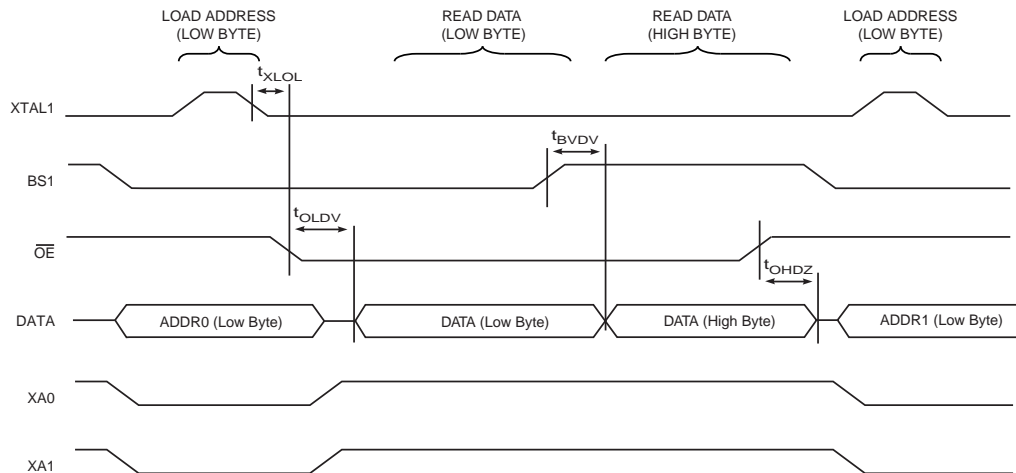 LOAD ADDRESS
(LOW BYTE)
READ DATA
(LOW BYTE)
READ DATA
(HIGH BYTE)
LOAD ADDRESS
(LOW BYTE)
tXLOL
XTAL1
tBVDV
BS1
tOLDV
OE
tOHDZ
DATA
ADDR0 (Low Byte)
DATA (Low Byte)
DATA (High Byte)
ADDR1 (Low Byte)
XA0
XA1